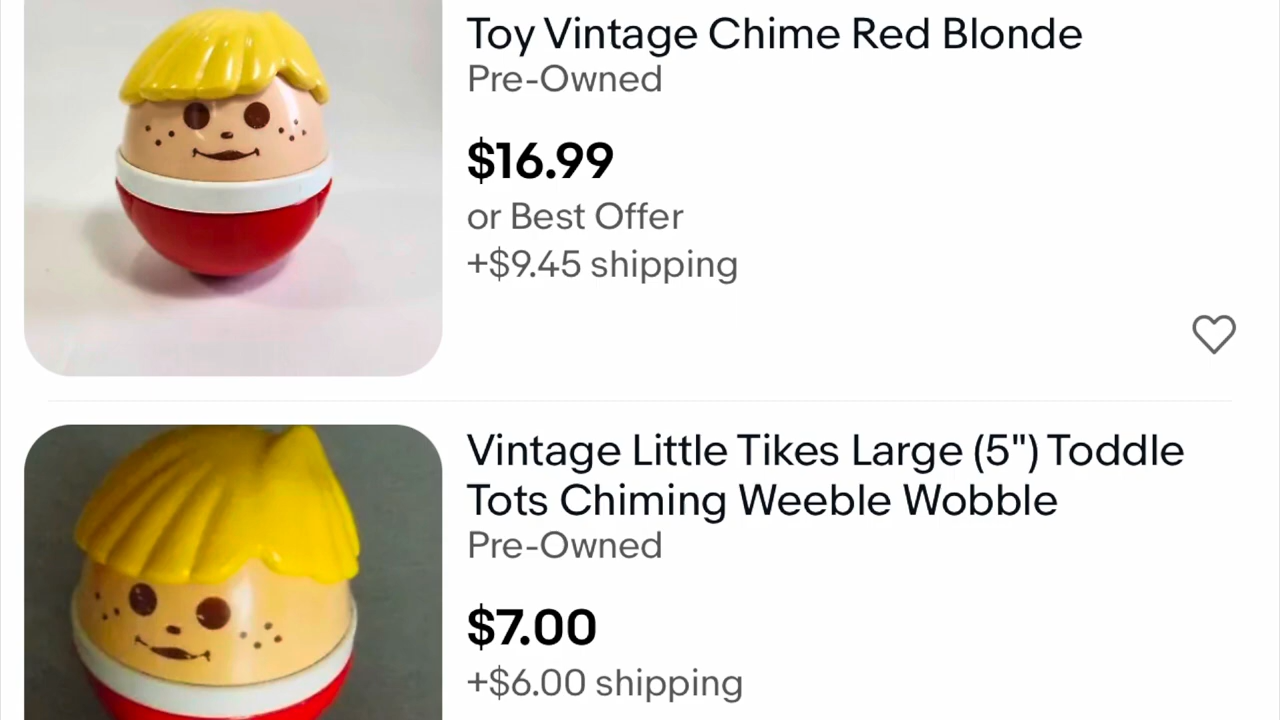 Toy Vintage Chime Red Blonde
Pre-Owned
$16.99
or Best Offer
+$9.45 shipping
Vintage Little Tikes Large (5") Toddle
Tots Chiming Weeble Wobble
Pre-Owned
$7.00
+$6.00 shipping